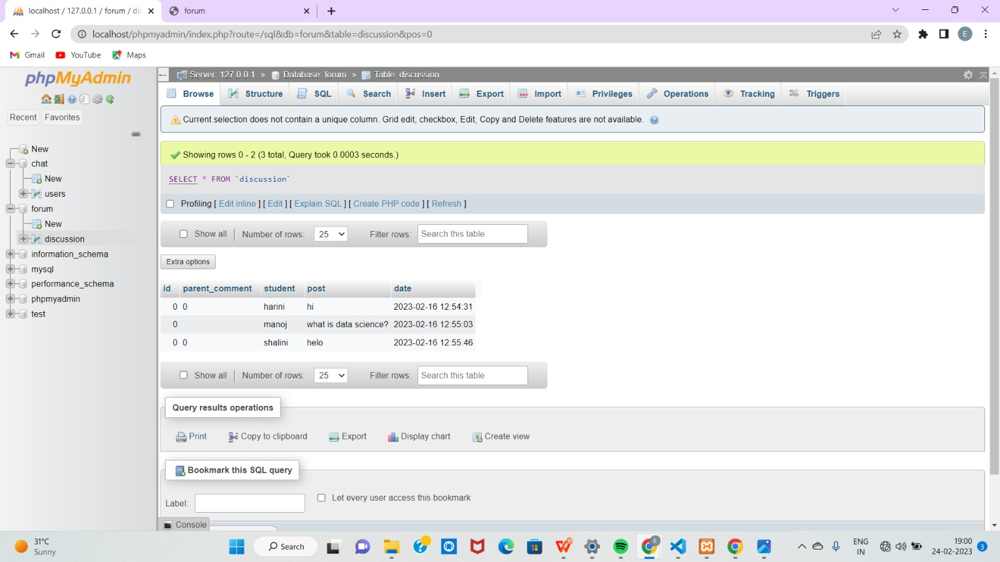 localhost / 127.0.0.1 / forum / dis
forum
localhost/phpmyadmin/index.php?route=/sql&db=forum&table=discussion&pos=0
E
Gmail YouTube Maps
phpMyAdmin
Recent Favorites
New
chat
New
users
forum
New
discussion
information_schema
mysql
performance_schema
phpmyadmin
test
Server: 127.0.0.1 » Database: forum » Table: discussion
Browse Structure SQL Search Insert Export Import Privileges Operations Tracking Triggers
Current selection does not contain a unique column. Grid edit, checkbox, Edit, Copy and Delete features are not available.
Showing rows 0 - 2 (3 total, Query took 0.0003 seconds.)
SELECT * FROM `discussion`
Profiling [ Edit inline ] [ Edit ] [ Explain SQL ] [ Create PHP code ] [ Refresh ]
Show all Number of rows: 25 Filter rows: Search this table
Extra options
id parent_comment student post date
0 0 harini hi 2023-02-16 12:54:31
0 manoj what is data science? 2023-02-16 12:55:03
0 0 shalini helo 2023-02-16 12:55:46
Show all Number of rows: 25 Filter rows: Search this table
Query results operations
Print Copy to clipboard Export Display chart Create view
Bookmark this SQL query
Label: Let every user access this bookmark
Console
31°C
Sunny
Search
ENG
IN
19:00
24-02-2023
3